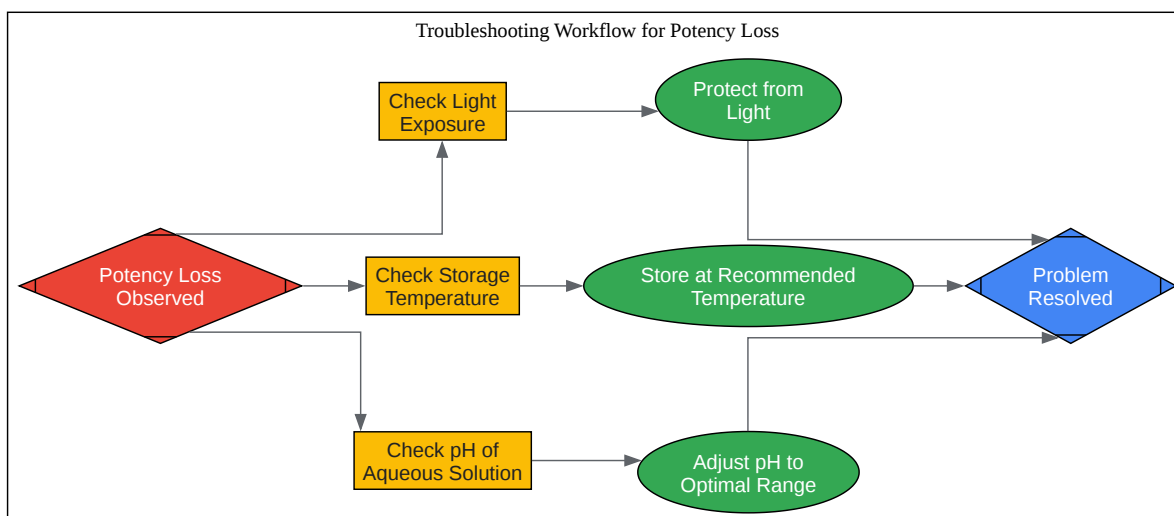 Troubleshooting Workflow for Potency Loss
Check Light
Exposure
Protect from
Light
Potency Loss
Observed
Check Storage
Temperature
Store at Recommended
Temperature
Problem
Resolved
Check pH of
Aqueous Solution
Adjust pH to
Optimal Range